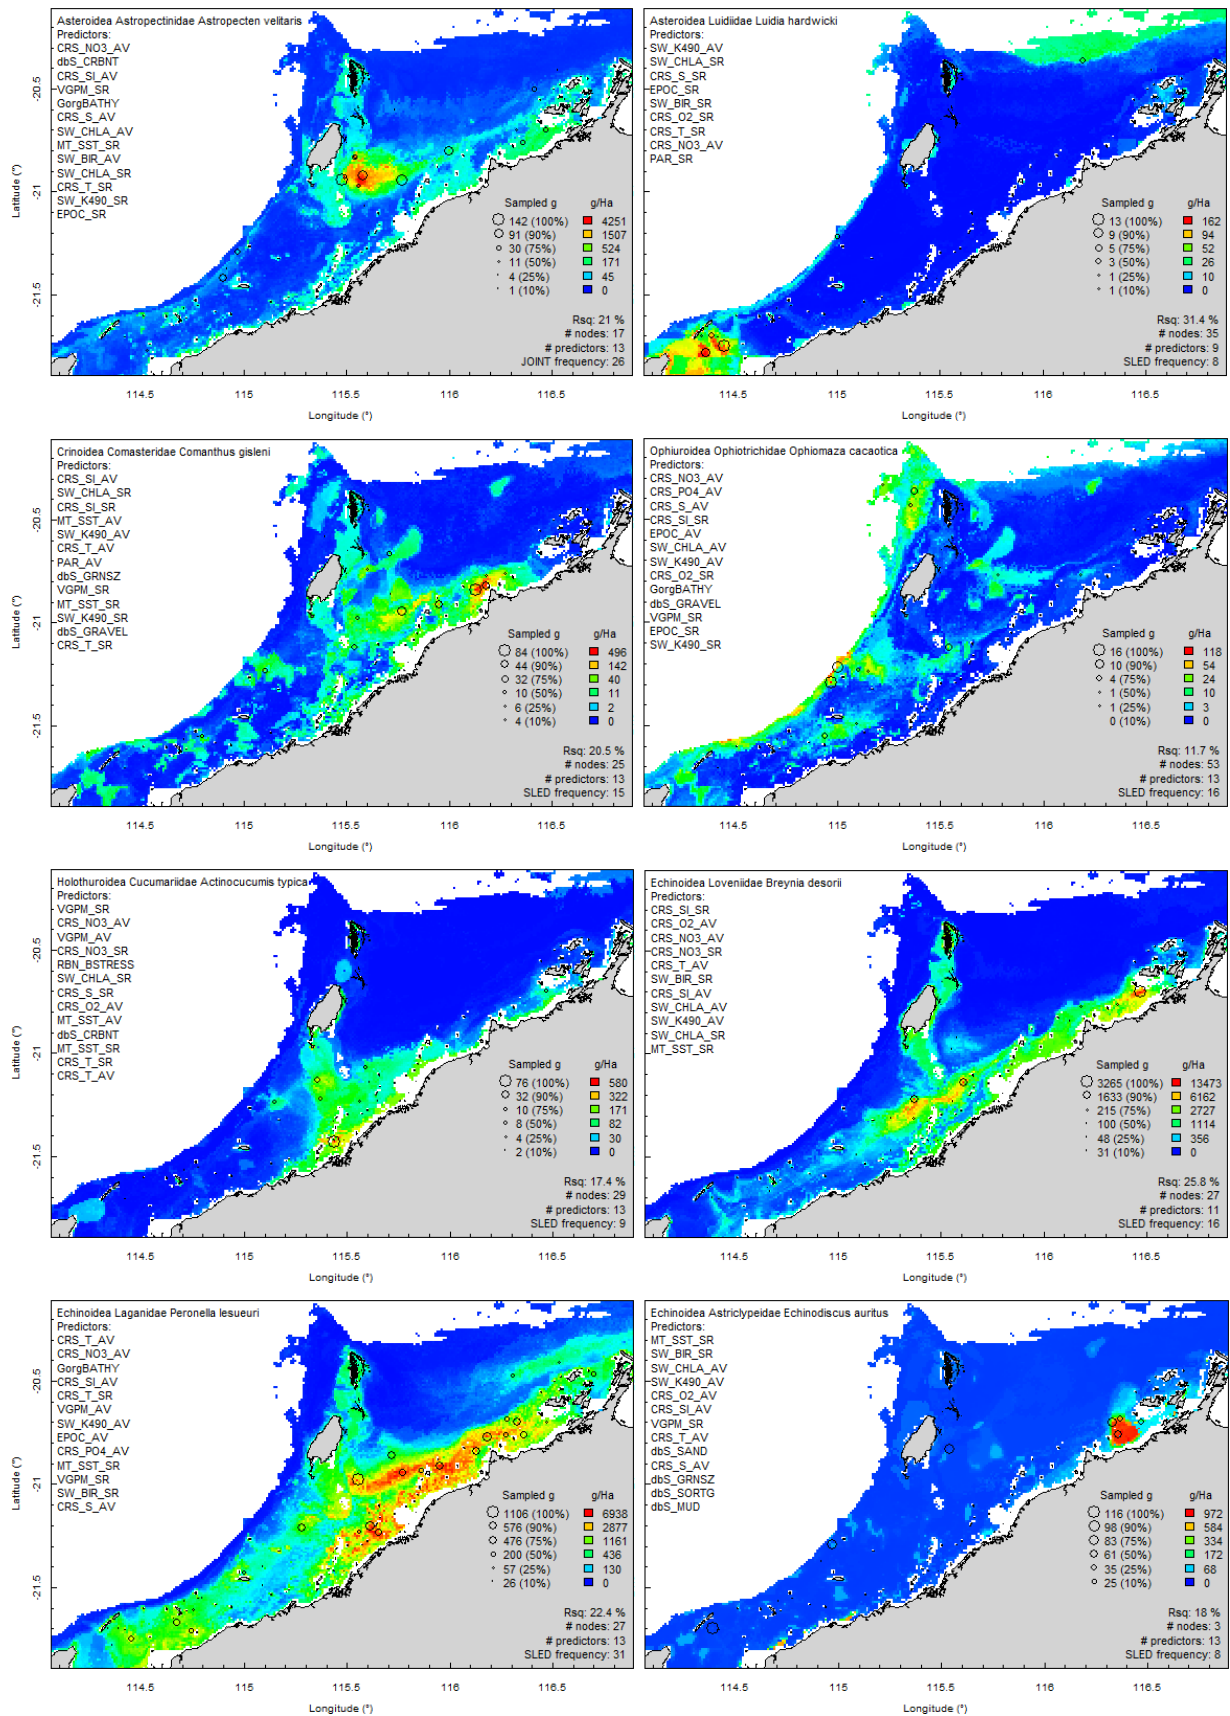 Asteroidea Astropectinidae Astropecten velitaris
Predictors:
CRS_NO3_AV
dbS_CRBNT
CRS_SI_AV
VGPM_SR
GorgBATHY
CRS_S_AV
SW_CHLA_AV
MT_SST_SR
SW_BIR_AV
SW_CHLA_SR
CRS_T_SR
SW_K490_SR
EPOC_SR
Sampled g g/Ha
142 (100%) 4251
91 (90%) 1507
30 (75%) 524
11 (50%) 171
4 (25%) 45
1 (10%) 0
Rsq: 21 %
# nodes: 17
# predictors: 13
JOINT frequency: 26
Latitude (°)
-20.5
-21
-21.5
114.5 115 115.5 116 116.5
Longitude (°)
Asteroidea Luidiidae Luidia hardwicki
Predictors:
SW_K490_AV
SW_CHLA_SR
CRS_S_SR
EPOC_SR
SW_BIR_SR
CRS_O2_SR
CRS_T_SR
CRS_NO3_AV
PAR_SR
Sampled g g/Ha
13 (100%) 162
9 (90%) 94
5 (75%) 52
3 (50%) 26
1 (25%) 10
1 (10%) 0
Rsq: 31.4 %
# nodes: 35
# predictors: 9
SLED frequency: 8
114.5 115 115.5 116 116.5
Longitude (°)
Crinoidea Comasteridae Comanthus gisleni
Predictors:
CRS_SI_AV
SW_CHLA_SR
CRS_SI_SR
MT_SST_AV
SW_K490_AV
CRS_T_AV
PAR_AV
dbS_GRNSZ
VGPM_SR
MT_SST_SR
SW_K490_SR
dbS_GRAVEL
CRS_T_SR
Sampled g g/Ha
84 (100%) 496
44 (90%) 142
32 (75%) 40
10 (50%) 11
6 (25%) 2
4 (10%) 0
Rsq: 20.5 %
# nodes: 25
# predictors: 13
SLED frequency: 15
Latitude (°)
-20.5
-21
-21.5
114.5 115 115.5 116 116.5
Longitude (°)
Ophiuroidea Ophiotrichidae Ophiomaza cacaotica
Predictors:
CRS_NO3_AV
CRS_PO4_AV
CRS_S_AV
CRS_SI_SR
EPOC_AV
SW_CHLA_AV
SW_K490_AV
CRS_O2_SR
GorgBATHY
dbS_GRAVEL
VGPM_SR
EPOC_SR
SW_K490_SR
Sampled g g/Ha
16 (100%) 118
10 (90%) 54
4 (75%) 24
1 (50%) 10
1 (25%) 3
0 (10%) 0
Rsq: 11.7 %
# nodes: 53
# predictors: 13
SLED frequency: 16
114.5 115 115.5 116 116.5
Longitude (°)
Holothuroidea Cucumariidae Actinocucumis typica
Predictors:
VGPM_SR
CRS_NO3_AV
VGPM_AV
CRS_NO3_SR
RBN_BSTRESS
SW_CHLA_SR
CRS_S_SR
CRS_O2_AV
MT_SST_AV
dbS_CRBNT
MT_SST_SR
CRS_T_SR
CRS_T_AV
Sampled g g/Ha
76 (100%) 580
32 (90%) 322
10 (75%) 171
8 (50%) 82
4 (25%) 30
2 (10%) 0
Rsq: 17.4 %
# nodes: 29
# predictors: 13
SLED frequency: 9
Latitude (°)
-20.5
-21
-21.5
114.5 115 115.5 116 116.5
Longitude (°)
Echinoidea Loveniidae Breynia desorii
Predictors:
CRS_SI_SR
CRS_O2_AV
CRS_NO3_AV
CRS_NO3_SR
CRS_T_AV
SW_BIR_SR
CRS_SI_AV
SW_CHLA_AV
SW_K490_AV
SW_CHLA_SR
MT_SST_SR
Sampled g g/Ha
3265 (100%) 13473
1633 (90%) 6162
215 (75%) 2727
100 (50%) 1114
48 (25%) 356
31 (10%) 0
Rsq: 25.8 %
# nodes: 27
# predictors: 11
SLED frequency: 16
114.5 115 115.5 116 116.5
Longitude (°)
Echinoidea Laganidae Peronella lesueuri
Predictors:
CRS_T_AV
CRS_NO3_AV
GorgBATHY
CRS_SI_AV
CRS_T_SR
VGPM_AV
SW_K490_AV
EPOC_AV
CRS_PO4_AV
MT_SST_SR
VGPM_SR
SW_BIR_SR
CRS_S_AV
Sampled g g/Ha
1106 (100%) 6938
576 (90%) 2877
476 (75%) 1161
200 (50%) 436
57 (25%) 130
26 (10%) 0
Rsq: 22.4 %
# nodes: 27
# predictors: 13
SLED frequency: 31
Latitude (°)
-20.5
-21
-21.5
114.5 115 115.5 116 116.5
Longitude (°)
Echinoidea Astriclypeidae Echinodiscus auritus
Predictors:
MT_SST_SR
SW_BIR_SR
SW_CHLA_AV
SW_K490_AV
CRS_O2_AV
CRS_SI_AV
VGPM_SR
CRS_T_AV
dbS_SAND
CRS_S_AV
dbS_GRNSZ
dbS_SORTG
dbS_MUD
Sampled g g/Ha
116 (100%) 972
98 (90%) 584
83 (75%) 334
61 (50%) 172
35 (25%) 68
25 (10%) 0
Rsq: 18 %
# nodes: 3
# predictors: 13
SLED frequency: 8
114.5 115 115.5 116 116.5
Longitude (°)